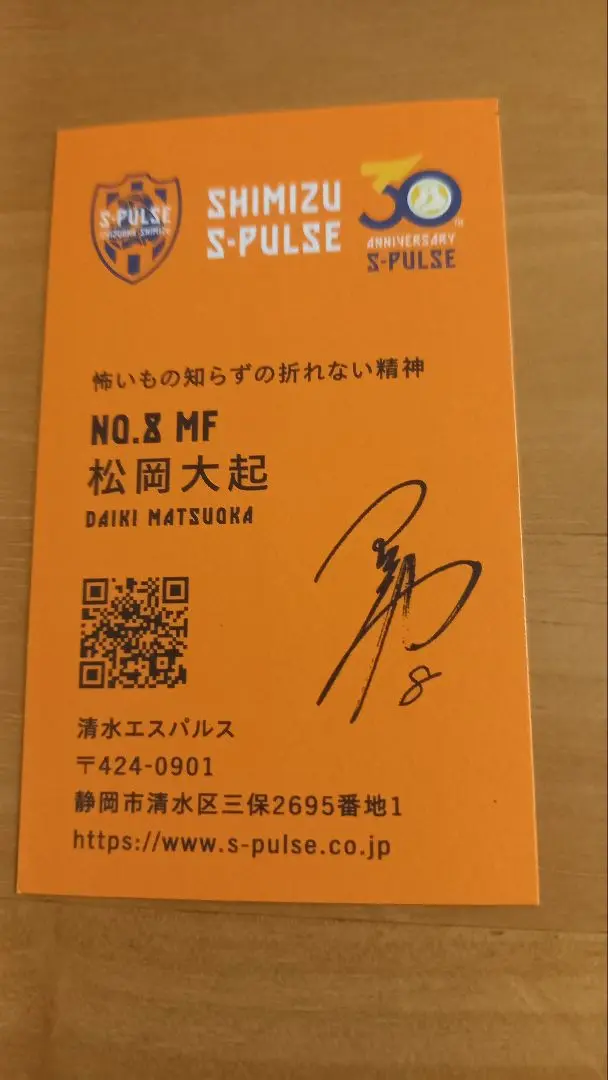 S-PULSE
SHIZUOKA SHIMIZU
SHIMIZU
S-PULSE
30
TH
ANNIVERSARY
S-PULSE
怖いもの知らずの折れない精神
NO.8 MF
松岡大起
DAIKI MATSUOKA
8
清水エスパルス
〒424-0901
静岡市清水区三保2695番地1
https://www.s-pulse.co.jp